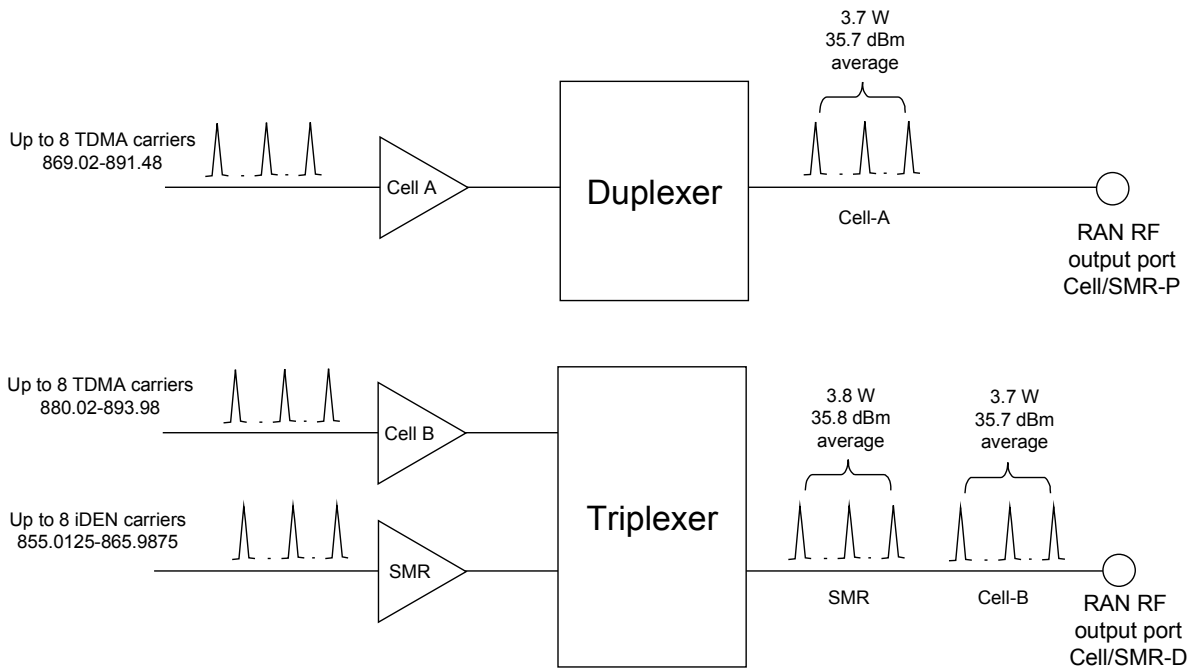 3.7 W
35.7 dBm
average
Up to 8 TDMA carriers
869.02-891.48
Cell A
Duplexer
Cell-A
RAN RF
output port
Cell/SMR-P
Up to 8 TDMA carriers
880.02-893.98
Cell B
3.8 W
35.8 dBm
average
3.7 W
35.7 dBm
average
Triplexer
Up to 8 iDEN carriers
855.0125-865.9875
SMR
SMR
Cell-B
RAN RF
output port
Cell/SMR-D